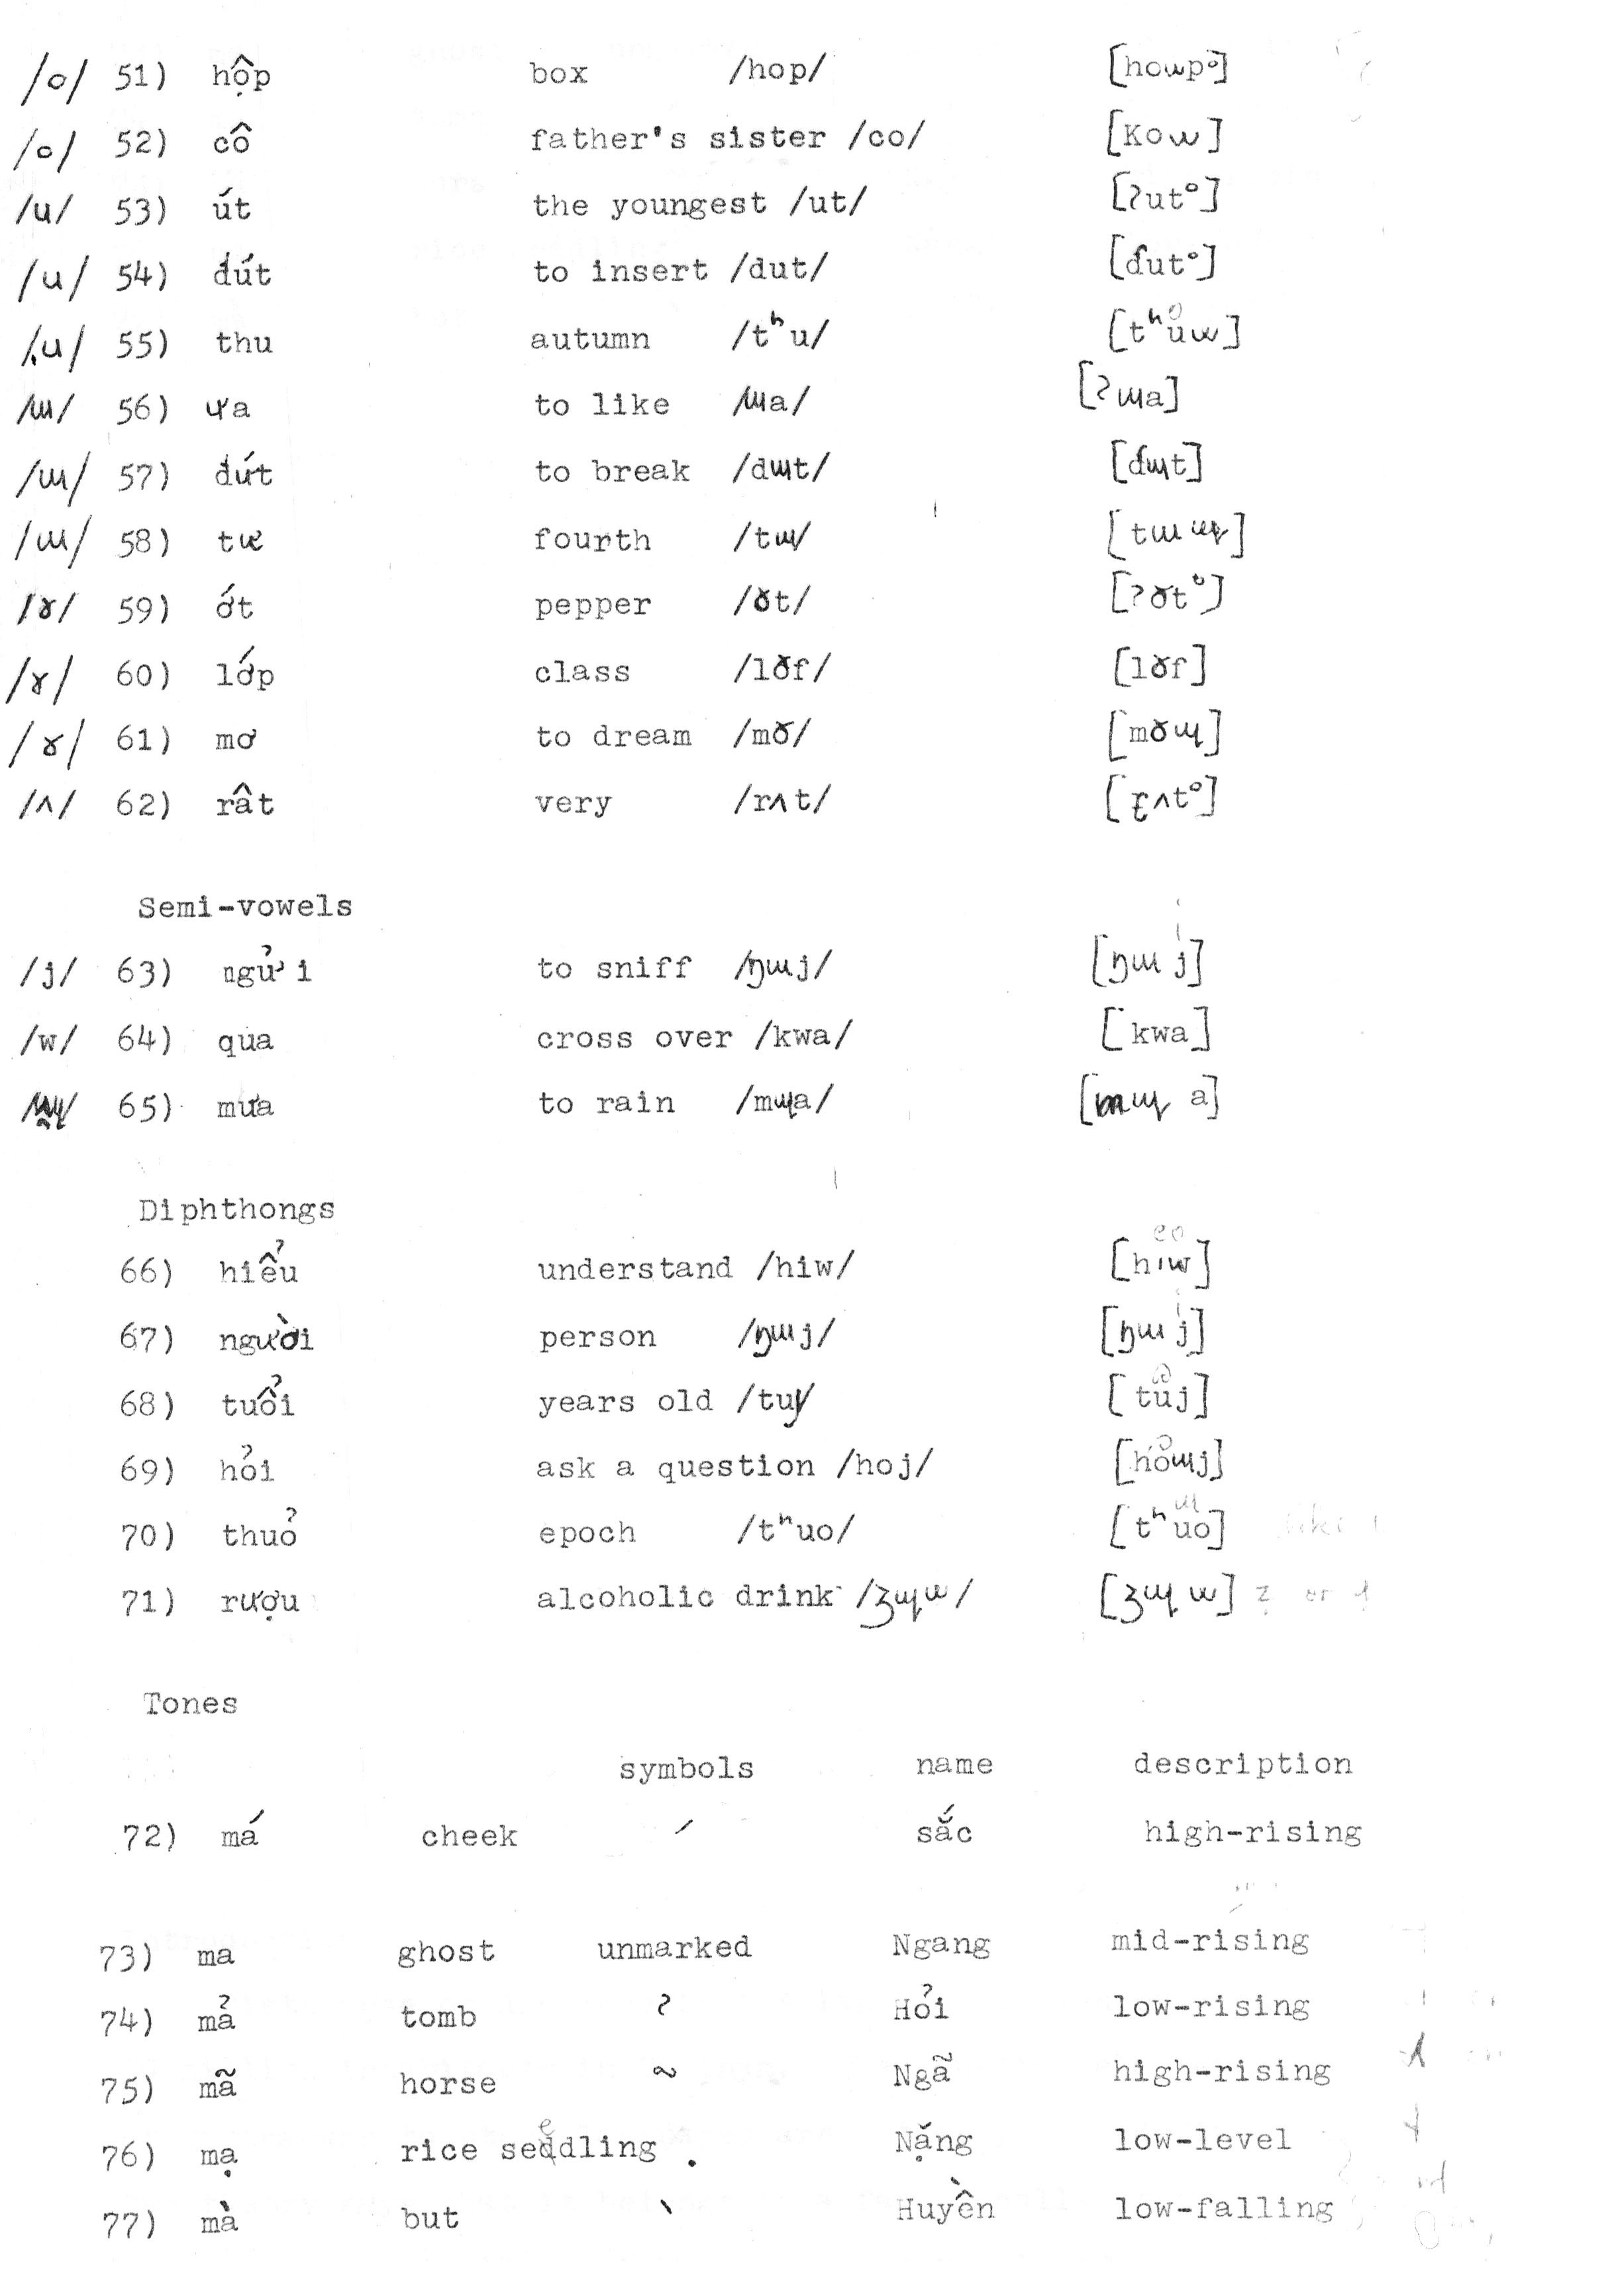 /o/ 51) hộp box /hop/ [hoɯp°]
/o/ 52) cô father's sister /co/ [Kow]
/u/ 53) út the youngest /ut/ [ʔut°]
/u/ 54) đút to insert /dut/ [ɗut°]
/u/ 55) thu autumn /tʰu/ [tʰuw]
/ɯ/ 56) ưa to like /ɯa/ [ʔɯa]
/ɯ/ 57) đứt to break /dɯt/ [ɗɯt]
/ɯ/ 58) tư fourth /tɯ/ [tɯɰ]
/ɤ/ 59) ớt pepper /ɤt/ [ʔɤt°]
/ɤ/ 60) lớp class /lɤf/ [lɤf]
/ɤ/ 61) mơ to dream /mɤ/ [mɤɰ]
/ʌ/ 62) rât very /rʌt/ [ʌt°]
Semi-vowels
/j/ 63) ngửi to sniff /ŋɯj/ [ŋɯj]
/w/ 64) qua cross over /kwa/ [kwa]
/ɰ/ 65) mưa to rain /mɰa/ [mɰ a]
Diphthongs
66) hiểu understand /hiw/ [hiw]
67) người person /ŋɯj/ [ŋɯj]
68) tuổi years old /tuj/ [tuj]
69) hỏi ask a question /hoj/ [hoɯj]
70) thuỏ epoch /tʰuo/ [tʰuo]
71) rượu alcoholic drink /ʒɰw/ [ʒɰw] ẓ or
Tones
symbols name description
72) má cheek ˊ sắc high-rising
73) ma ghost unmarked Ngang mid-rising
74) mả tomb ̉ Hỏi low-rising
75) mã horse ~ Ngã high-rising
76) mạ rice seedling . Nặng low-level
77) mà but ˋ Huyền low-falling